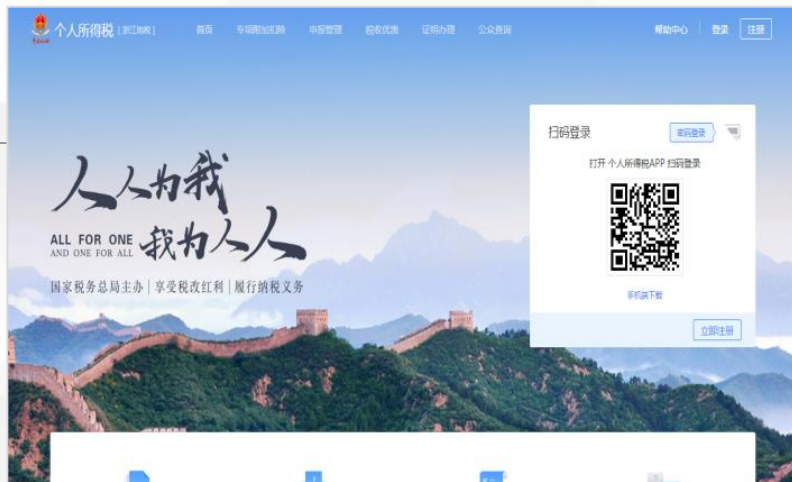 个人所得税
首页 专项附加扣除 申报管理 税收优惠 证明办理 公众查询
帮助中心 登录 注册
扫码登录 密码登录
打开 个人所得税APP 扫码登录
手机端下载
立即注册
人人为我
ALL FOR ONE
AND ONE FOR ALL
我为人人
国家税务总局主办 | 享受税改红利 | 履行纳税义务